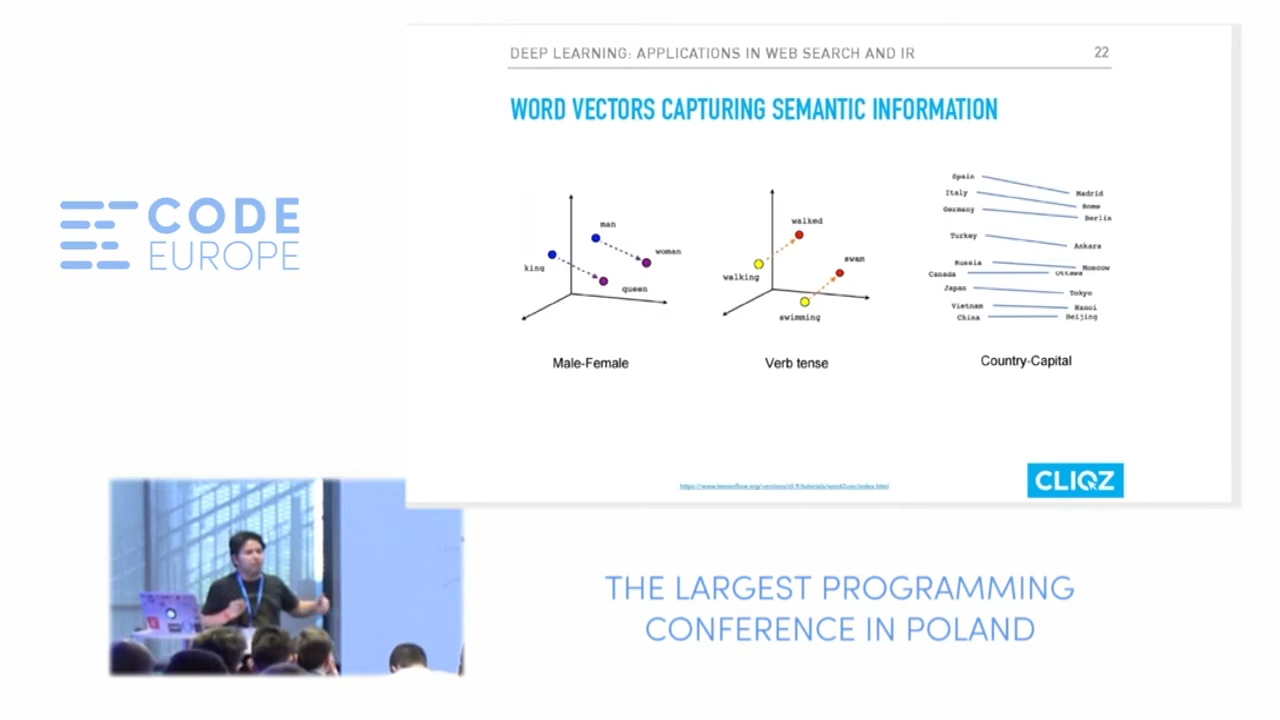 DEEP LEARNING: APPLICATIONS IN WEB SEARCH AND IR
22
WORD VECTORS CAPTURING SEMANTIC INFORMATION
CODE
EUROPE
man
woman
king
queen
Male-Female
walked
swam
walking
swimming
Verb tense
Spain
Madrid
Italy
Rome
Germany
Berlin
Turkey
Ankara
Russia
Moscow
Canada
Ottawa
Japan
Tokyo
Vietnam
Hanoi
China
Beijing
Country-Capital
CLIQZ
THE LARGEST PROGRAMMING
CONFERENCE IN POLAND